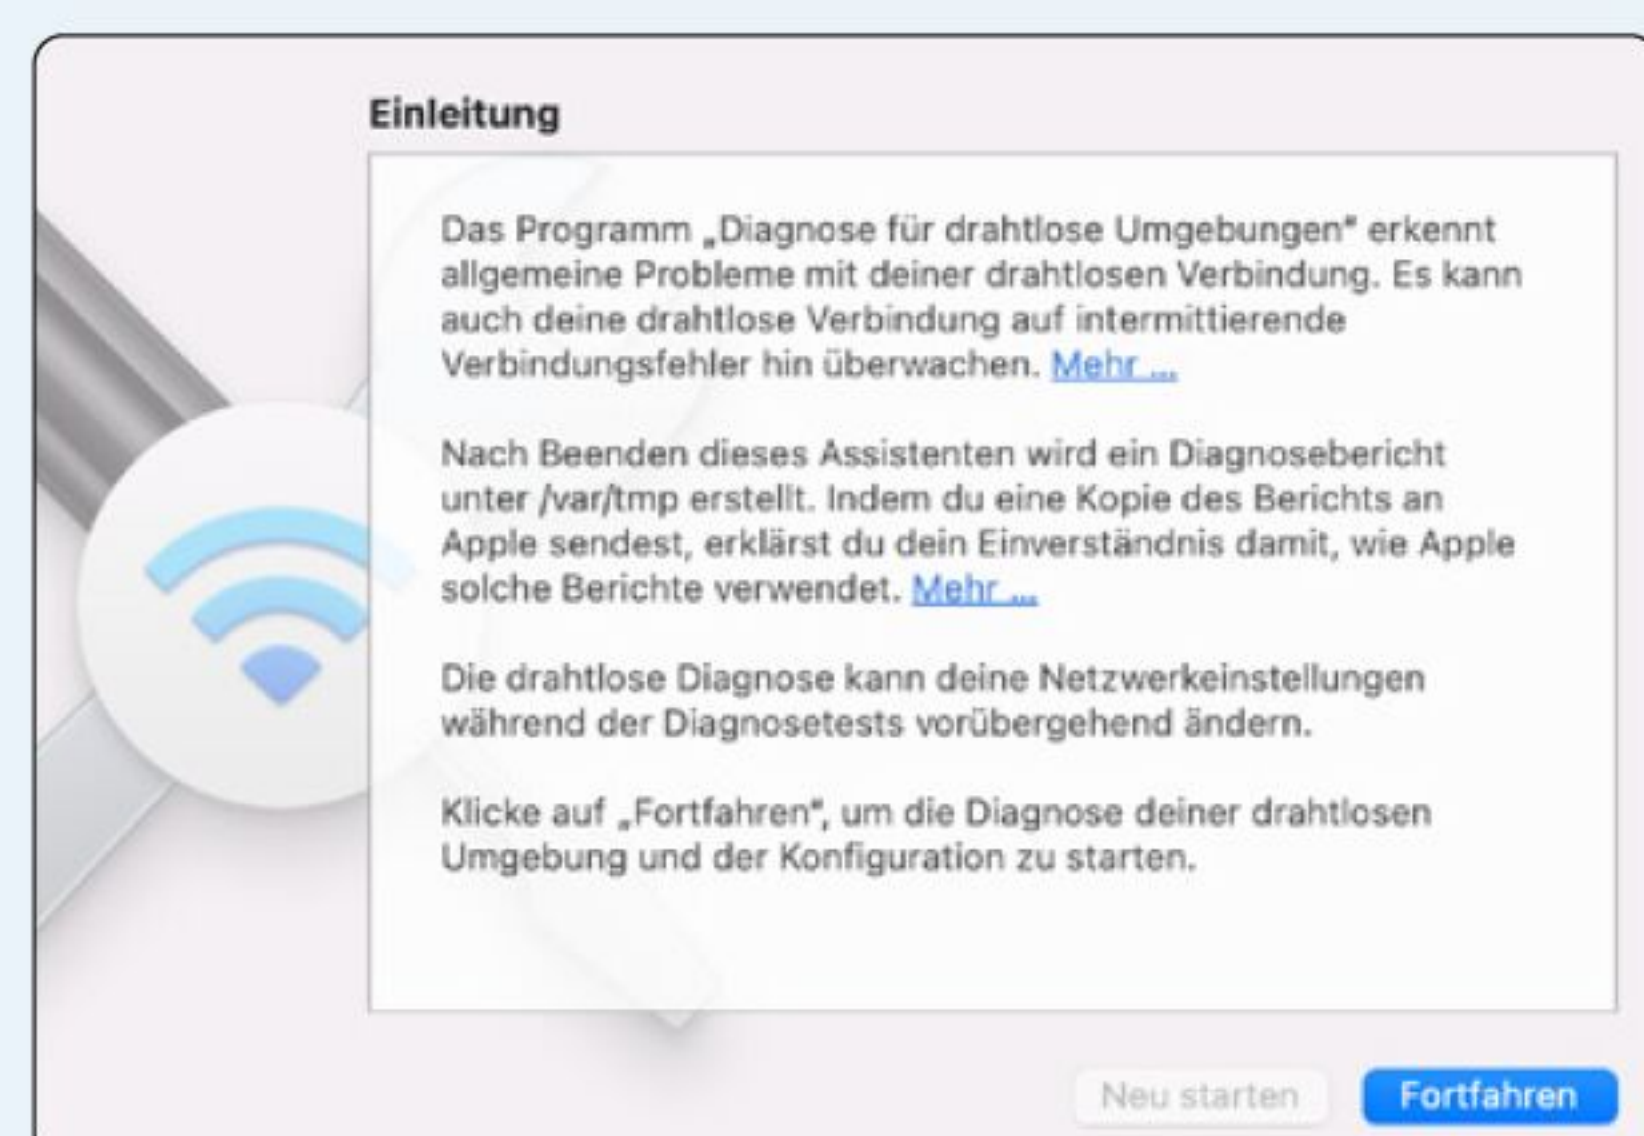 Einleitung
Das Programm „Diagnose für drahtlose Umgebungen“ erkennt
allgemeine Probleme mit deiner drahtlosen Verbindung. Es kann
auch deine drahtlose Verbindung auf intermittierende
Verbindungsfehler hin überwachen. Mehr ...
Nach Beenden dieses Assistenten wird ein Diagnosebericht
unter /var/tmp erstellt. Indem du eine Kopie des Berichts an
Apple sendest, erklärst du dein Einverständnis damit, wie Apple
solche Berichte verwendet. Mehr ...
Die drahtlose Diagnose kann deine Netzwerkeinstellungen
während der Diagnosetests vorübergehend ändern.
Klicke auf „Fortfahren“, um die Diagnose deiner drahtlosen
Umgebung und der Konfiguration zu starten.
Neu starten
Fortfahren